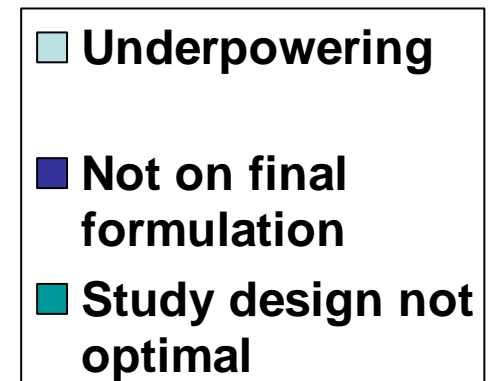 Underpowering
Not on final
formulation
Study design not
optimal